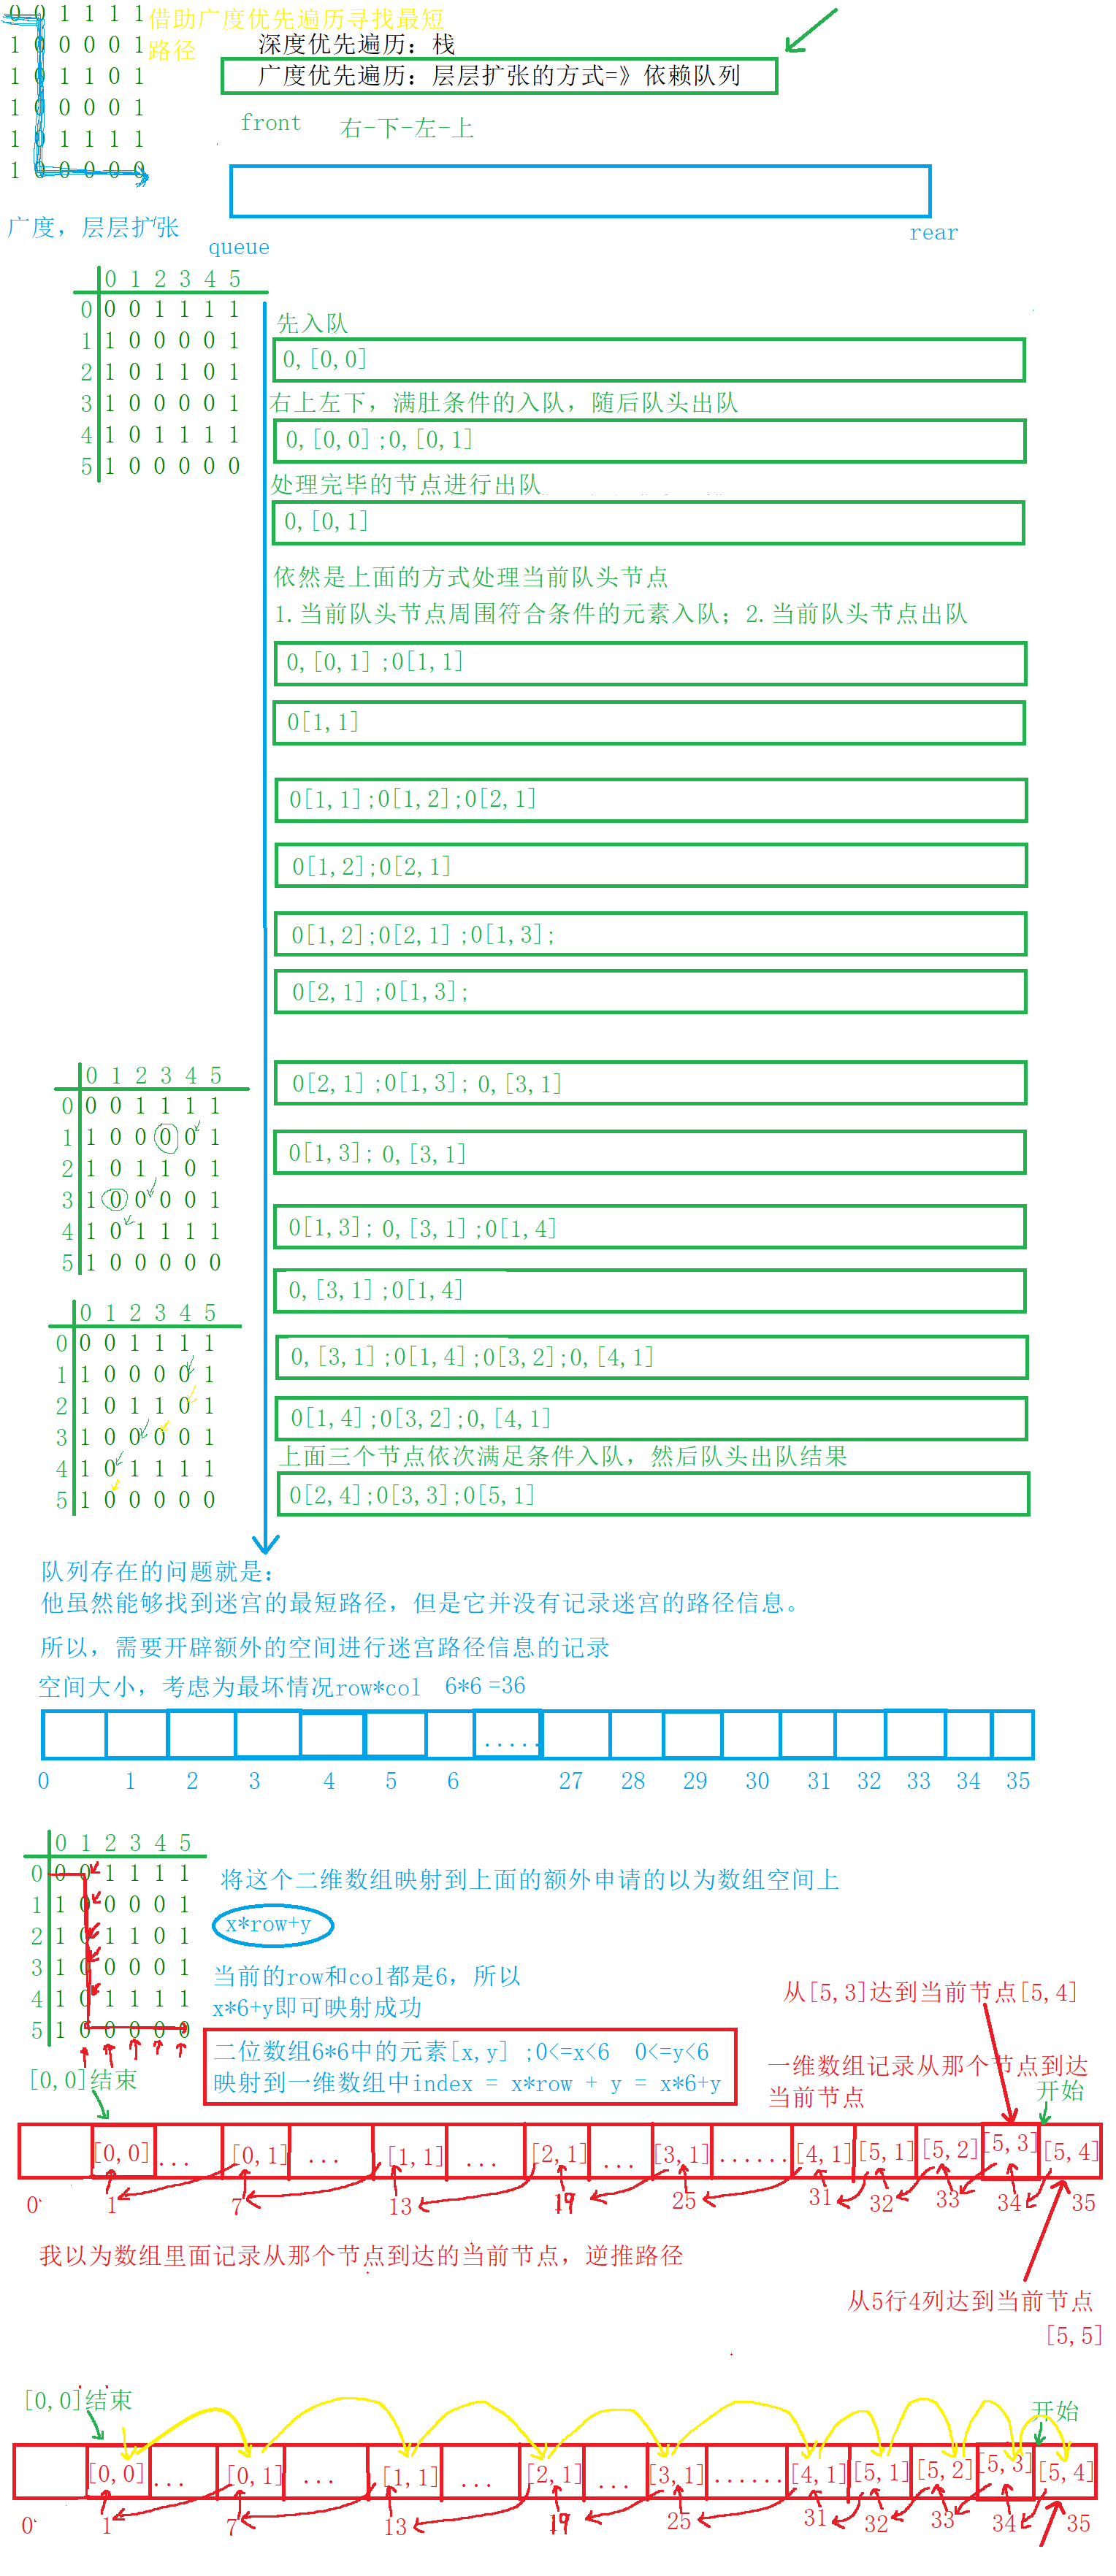 0 0 1 1 1 1
1 0 0 0 0 1
1 0 1 1 0 1
1 0 0 0 0 1
1 0 1 1 1 1
1 0 0 0 0 0
借助广度优先遍历寻找最短
路径
深度优先遍历：栈
广度优先遍历：层层扩张的方式=》依赖队列
front 右-下-左-上
广度，层层扩张
queue
rear
0 1 2 3 4 5
0 0 0 1 1 1 1
1 1 0 0 0 0 1
2 1 0 1 1 0 1
3 1 0 0 0 0 1
4 1 0 1 1 1 1
5 1 0 0 0 0 0
先入队
0,[0,0]
右上左下，满肚条件的入队，随后队头出队
0,[0,0];0,[0,1]
处理完毕的节点进行出队
0,[0,1]
依然是上面的方式处理当前队头节点
1.当前队头节点周围符合条件的元素入队；2.当前队头节点出队
0,[0,1];0[1,1]
0[1,1]
0[1,1];0[1,2];0[2,1]
0[1,2];0[2,1]
0[1,2];0[2,1];0[1,3];
0[2,1];0[1,3];
0[2,1];0[1,3];0,[3,1]
0[1,3];0,[3,1]
0[1,3];0,[3,1];0[1,4]
0,[3,1];0[1,4]
0,[3,1];0[1,4];0[3,2];0,[4,1]
0[1,4];0[3,2];0,[4,1]
上面三个节点依次满足条件入队，然后队头出队结果
0[2,4];0[3,3];0[5,1]
0 1 2 3 4 5
0 0 0 1 1 1 1
1 1 0 0 0 0 1
2 1 0 1 1 0 1
3 1 0 0 0 0 1
4 1 0 1 1 1 1
5 1 0 0 0 0 0
0 1 2 3 4 5
0 0 0 1 1 1 1
1 1 0 0 0 0 1
2 1 0 1 1 0 1
3 1 0 0 0 0 1
4 1 0 1 1 1 1
5 1 0 0 0 0 0
队列存在的问题就是：
他虽然能够找到迷宫的最短路径，但是它并没有记录迷宫的路径信息。
所以，需要开辟额外的空间进行迷宫路径信息的记录
空间大小，考虑为最坏情况row*col 6*6=36
.....
0 1 2 3 4 5 6 27 28 29 30 31 32 33 34 35
0 1 2 3 4 5
0 0 0 1 1 1 1
1 1 0 0 0 0 1
2 1 0 1 1 0 1
3 1 0 0 0 0 1
4 1 0 1 1 1 1
5 1 0 0 0 0 0
将这个二维数组映射到上面的额外申请的以为数组空间上
x*row+y
当前的row和col都是6，所以
x*6+y即可映射成功
二位数组6*6中的元素[x,y] ;0<=x<6 0<=y<6
映射到一维数组中index = x*row + y = x*6+y
从[5,3]达到当前节点[5,4]
一维数组记录从那个节点到达
当前节点
[0,0]结束
开始
[0,0] ... [0,1] ... [1,1] ... [2,1] ... [3,1] ...... [4,1] [5,1] [5,2] [5,3] [5,4]
0 1 7 13 19 25 31 32 33 34 35
我以为数组里面记录从那个节点到达的当前节点，逆推路径
从5行4列达到当前节点
[5,5]
[0,0]结束
开始
[0,0] ... [0,1] ... [1,1] ... [2,1] ... [3,1] ...... [4,1] [5,1] [5,2] [5,3] [5,4]
0 1 7 13 19 25 31 32 33 34 35